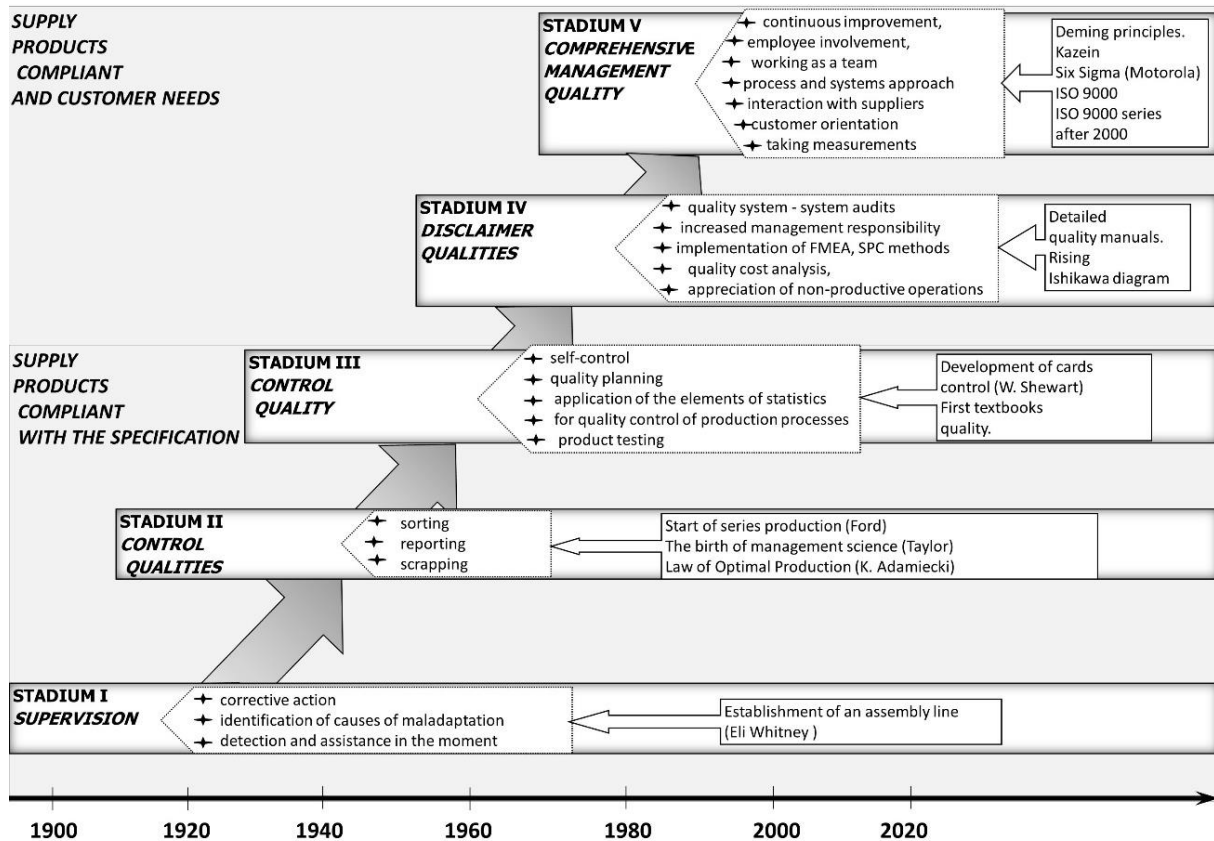 SUPPLY
PRODUCTS
COMPLIANT
AND CUSTOMER NEEDS
STADIUM V
COMPREHENSIVE
MANAGEMENT
QUALITY
continuous improvement,
employee involvement,
working as a team
process and systems approach
interaction with suppliers
customer orientation
taking measurements
Deming principles.
Kazein
Six Sigma (Motorola)
ISO 9000
ISO 9000 series
after 2000
STADIUM IV
DISCLAIMER
QUALITIES
quality system - system audits
increased management responsibility
implementation of FMEA, SPC methods
quality cost analysis,
appreciation of non-productive operations
Detailed
quality manuals.
Rising
Ishikawa diagram
SUPPLY
PRODUCTS
COMPLIANT
WITH THE SPECIFICATION
STADIUM III
CONTROL
QUALITY
self-control
quality planning
application of the elements of statistics
for quality control of production processes
product testing
Development of cards
control (W. Shewart)
First textbooks
quality.
STADIUM II
CONTROL
QUALITIES
sorting
reporting
scrapping
Start of series production (Ford)
The birth of management science (Taylor)
Law of Optimal Production (K. Adamiecki)
STADIUM I
SUPERVISION
corrective action
identification of causes of maladaptation
detection and assistance in the moment
Establishment of an assembly line
(Eli Whitney )
1900 1920 1940 1960 1980 2000 2020